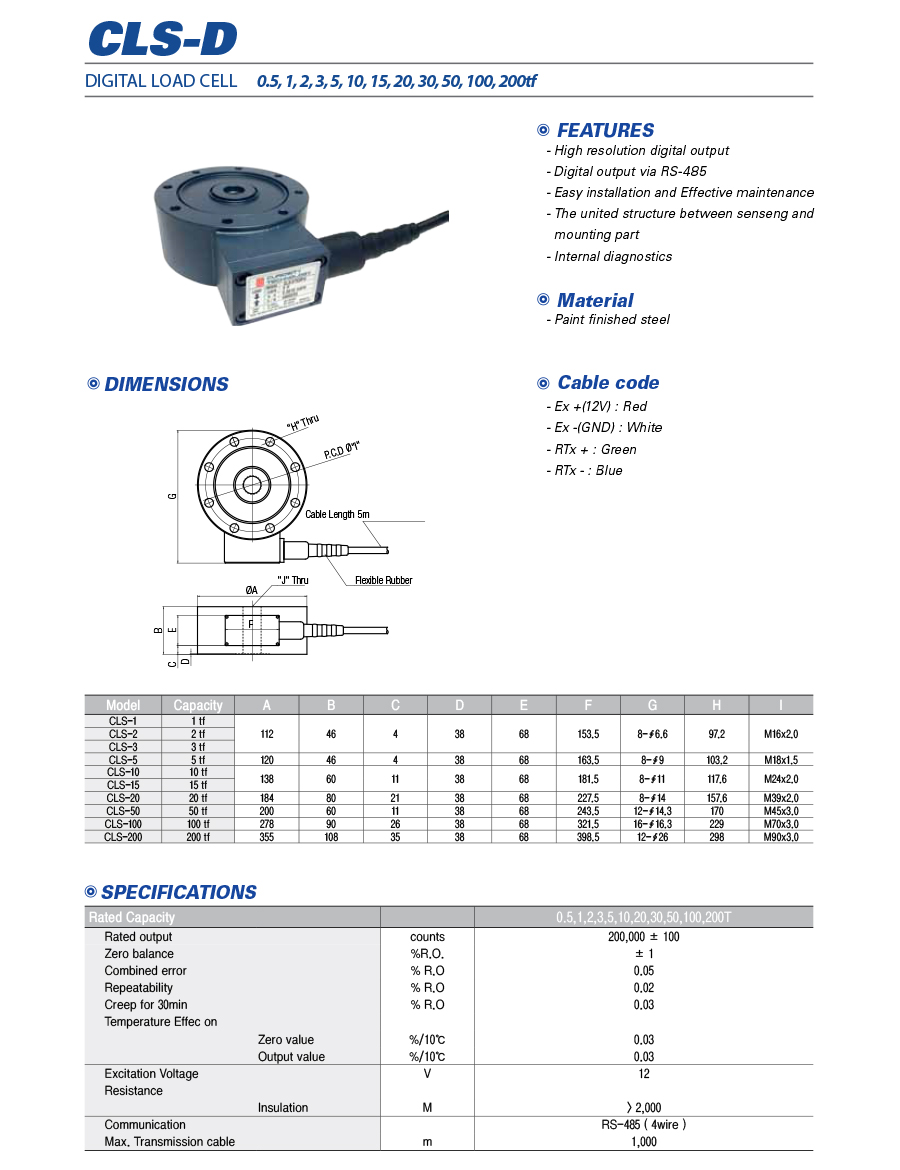 CLS-D
DIGITAL LOAD CELL 0.5, 1, 2, 3, 5, 10, 15, 20, 30, 50, 100, 200tf
FEATURES
- High resolution digital output
- Digital output via RS-485
- Easy installation and Effective maintenance
- The united structure between senseng and
mounting part
- Internal diagnostics
Material
- Paint finished steel
DIMENSIONS
Cable code
- Ex +(12V) : Red
- Ex -(GND) : White
- RTx + : Green
- RTx - : Blue
"H" Thru
P.C.D Ø"I"
G
Cable Length 5m
"J" Thru
Flexible Rubber
ØA
B
E
F
C
D
Model Capacity A B C D E F G H I
CLS-1 1 tf
CLS-2 2 tf 112 46 4 38 68 153.5 8-ϕ6.6 97.2 M16x2.0
CLS-3 3 tf
CLS-5 5 tf 120 46 4 38 68 163.5 8-ϕ9 103.2 M18x1.5
CLS-10 10 tf 138 60 11 38 68 181.5 8-ϕ11 117.6 M24x2.0
CLS-15 15 tf
CLS-20 20 tf 184 80 21 38 68 227.5 8-ϕ14 157.6 M39x2.0
CLS-50 50 tf 200 60 11 38 68 243.5 12-ϕ14.3 170 M45x3.0
CLS-100 100 tf 278 90 26 38 68 321.5 16-ϕ16.3 229 M70x3.0
CLS-200 200 tf 355 108 35 38 68 398.5 12-ϕ26 298 M90x3.0
SPECIFICATIONS
Rated Capacity 0.5,1,2,3,5,10,20,30,50,100,200T
Rated output counts 200,000 ± 100
Zero balance %R.O. ± 1
Combined error % R.O 0.05
Repeatability % R.O 0.02
Creep for 30min % R.O 0.03
Temperature Effec on
Zero value %/10℃ 0.03
Output value %/10℃ 0.03
Excitation Voltage V 12
Resistance
Insulation M > 2,000
Communication RS-485 ( 4wire )
Max. Transmission cable m 1,000